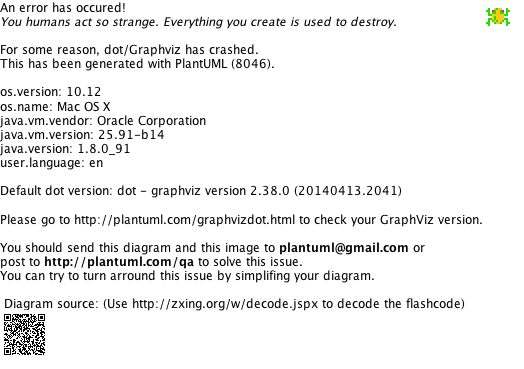 An error has occured!
You humans act so strange. Everything you create is used to destroy.
For some reason, dot/Graphviz has crashed.
This has been generated with PlantUML (8046).
os.version: 10.12
os.name: Mac OS X
java.vm.vendor: Oracle Corporation
java.vm.version: 25.91-b14
java.version: 1.8.0_91
user.language: en
Default dot version: dot - graphviz version 2.38.0 (20140413.2041)
Please go to http://plantuml.com/graphvizdot.html to check your GraphViz version.
You should send this diagram and this image to plantuml@gmail.com or
post to http://plantuml.com/qa to solve this issue.
You can try to turn arround this issue by simplifing your diagram.
Diagram source: (Use http://zxing.org/w/decode.jspx to decode the flashcode)